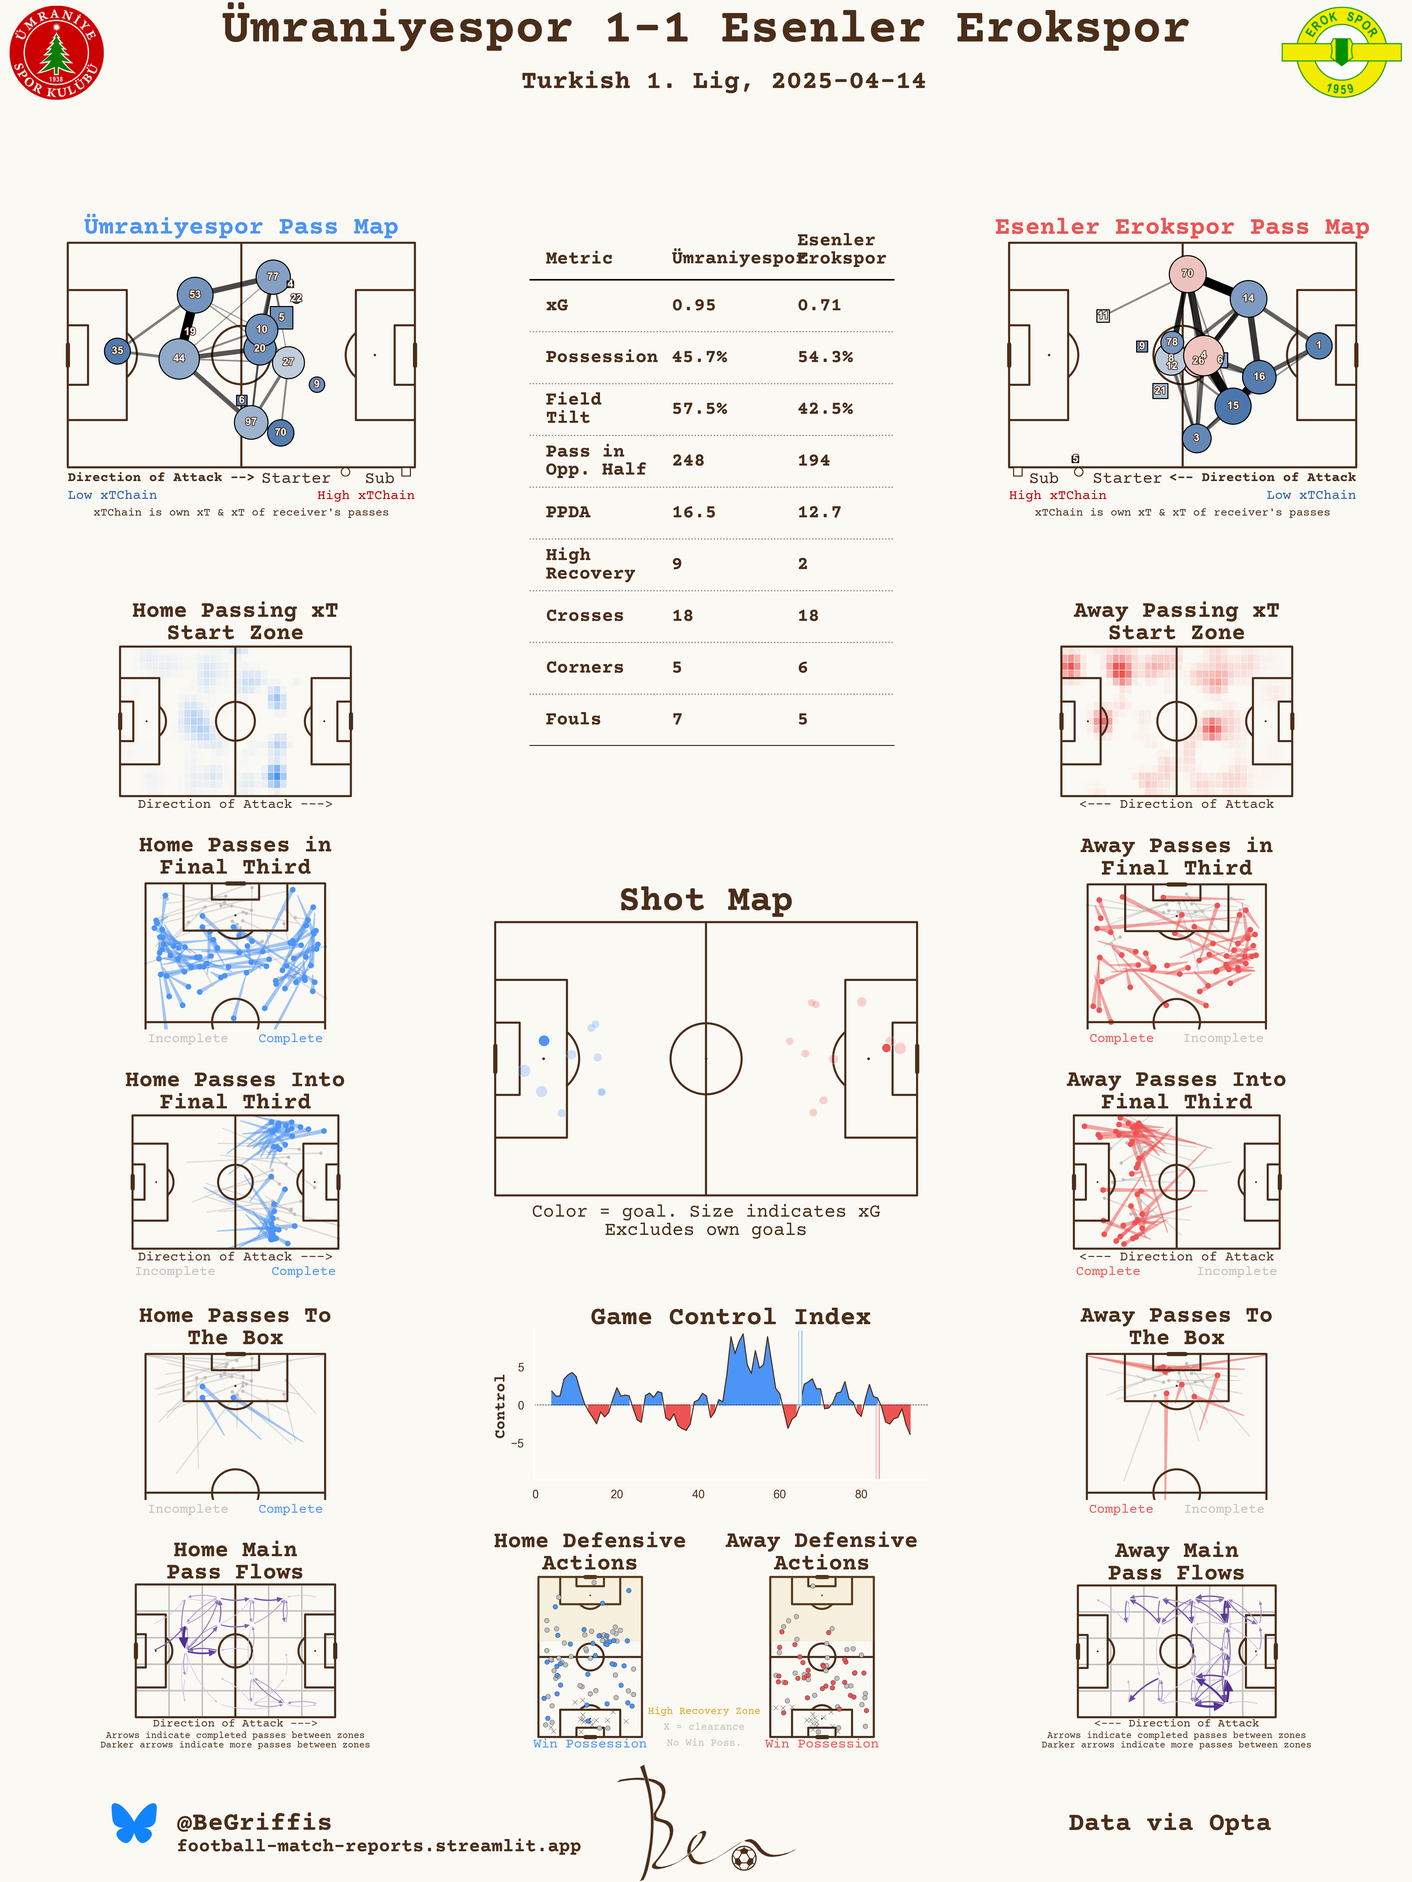 Ümraniyespor 1-1 Esenler Erokspor
Turkish 1. Lig, 2025-04-14
ÜMRANİYE
1938
SPOR KULÜBÜ
EROK SPOR
1959
Ümraniyespor Pass Map
77
4
22
53
5
10
19
20
35
44
27
9
6
97
70
Direction of Attack --> Starter Sub
Low xTChain High xTChain
xTChain is own xT & xT of receiver's passes
Metric Ümraniyespor Esenler
Erokspor
xG 0.95 0.71
Possession 45.7% 54.3%
Field
Tilt 57.5% 42.5%
Pass in
Opp. Half 248 194
PPDA 16.5 12.7
High
Recovery 9 2
Crosses 18 18
Corners 5 6
Fouls 7 5
Esenler Erokspor Pass Map
70
14
11
9
78
1
8
4
12
26
6
16
21
15
3
5
Sub Starter <-- Direction of Attack
High xTChain Low xTChain
xTChain is own xT & xT of receiver's passes
Home Passing xT
Start Zone
Direction of Attack --->
Away Passing xT
Start Zone
<--- Direction of Attack
Home Passes in
Final Third
Incomplete Complete
Away Passes in
Final Third
Complete Incomplete
Shot Map
Color = goal. Size indicates xG
Excludes own goals
Home Passes Into
Final Third
Direction of Attack --->
Incomplete Complete
Away Passes Into
Final Third
<--- Direction of Attack
Complete Incomplete
Home Passes To
The Box
Incomplete Complete
Game Control Index
Control
5
0
−5
0 20 40 60 80
Away Passes To
The Box
Complete Incomplete
Home Main
Pass Flows
Direction of Attack --->
Arrows indicate completed passes between zones
Darker arrows indicate more passes between zones
Home Defensive
Actions
Win Possession
High Recovery Zone
X = clearance
No Win Poss.
Away Defensive
Actions
Win Possession
Away Main
Pass Flows
<--- Direction of Attack
Arrows indicate completed passes between zones
Darker arrows indicate more passes between zones
@BeGriffis
football-match-reports.streamlit.app
Ben
Data via Opta